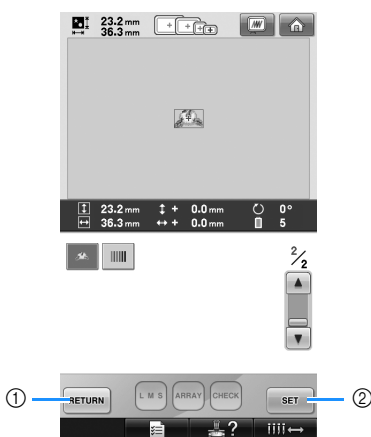 23.2 mm
36.3 mm
23.2 mm + 0.0 mm 0°
36.3 mm + 0.0 mm 5
2/2
① RETURN L M S ARRAY CHECK SET ②
?